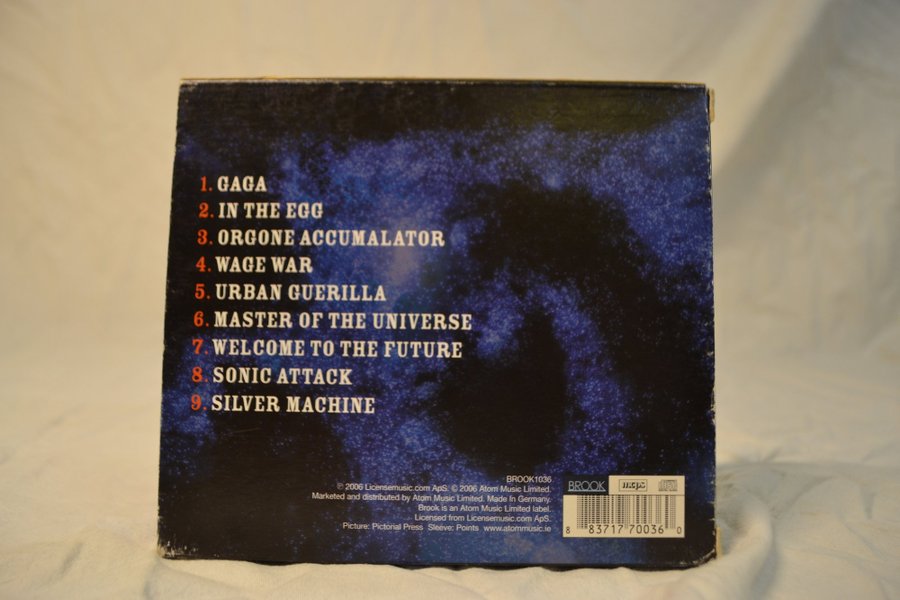 1. GAGA
2. IN THE EGG
3. ORGONE ACCUMALATOR
4. WAGE WAR
5. URBAN GUERILLA
6. MASTER OF THE UNIVERSE
7. WELCOME TO THE FUTURE
8. SONIC ATTACK
9. SILVER MACHINE
BROOK1036
℗ 2006 Licensemusic.com ApS. © 2006 Atom Music Limited.
Marketed and distributed by Atom Music Limited. Made In Germany.
Brook is an Atom Music Limited label.
Licensed from Licensemusic.com ApS.
Picture: Pictorial Press Sleeve: Points www.atommusic.ie
BROOK mcps
8 83717 70036 0